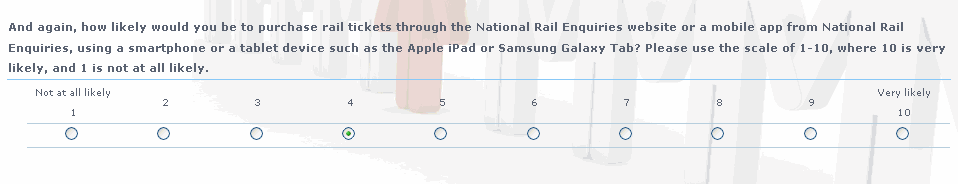 And again, how likely would you be to purchase rail tickets through the National Rail Enquiries website or a mobile app from National Rail
Enquiries, using a smartphone or a tablet device such as the Apple iPad or Samsung Galaxy Tab? Please use the scale of 1-10, where 10 is very
likely, and 1 is not at all likely.
Not at all likely Very likely
1 2 3 4 5 6 7 8 9 10